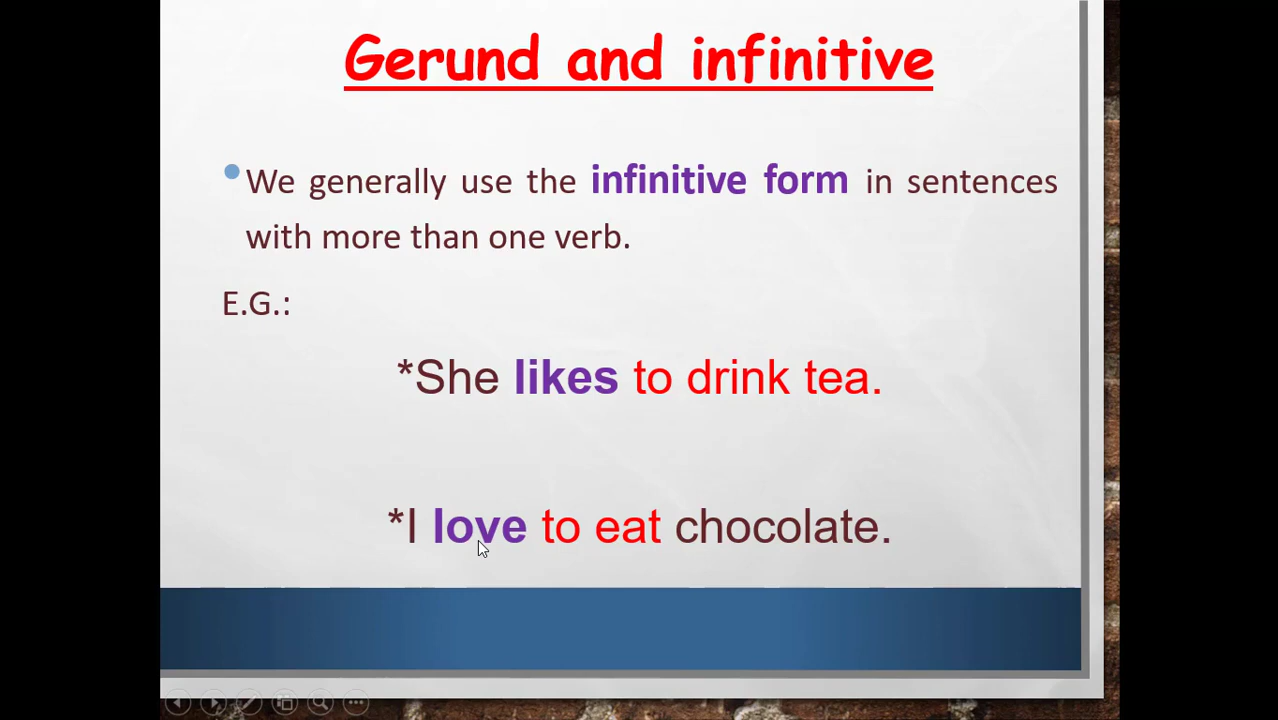 Gerund and infinitive
We generally use the infinitive form in sentences
with more than one verb.
E.G.:
*She likes to drink tea.
*I love to eat chocolate.